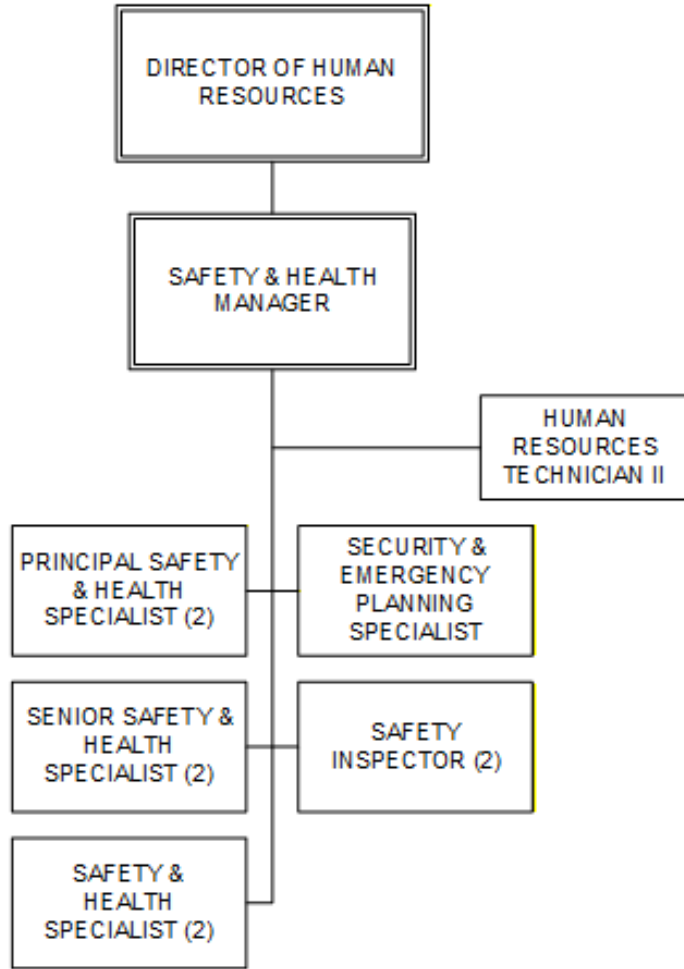 DIRECTOR OF HUMAN
RESOURCES
SAFETY & HEALTH
MANAGER
HUMAN
RESOURCES
TECHNICIAN II
PRINCIPAL SAFETY
& HEALTH
SPECIALIST (2)
SECURITY &
EMERGENCY
PLANNING
SPECIALIST
SENIOR SAFETY &
HEALTH
SPECIALIST (2)
SAFETY
INSPECTOR (2)
SAFETY &
HEALTH
SPECIALIST (2)